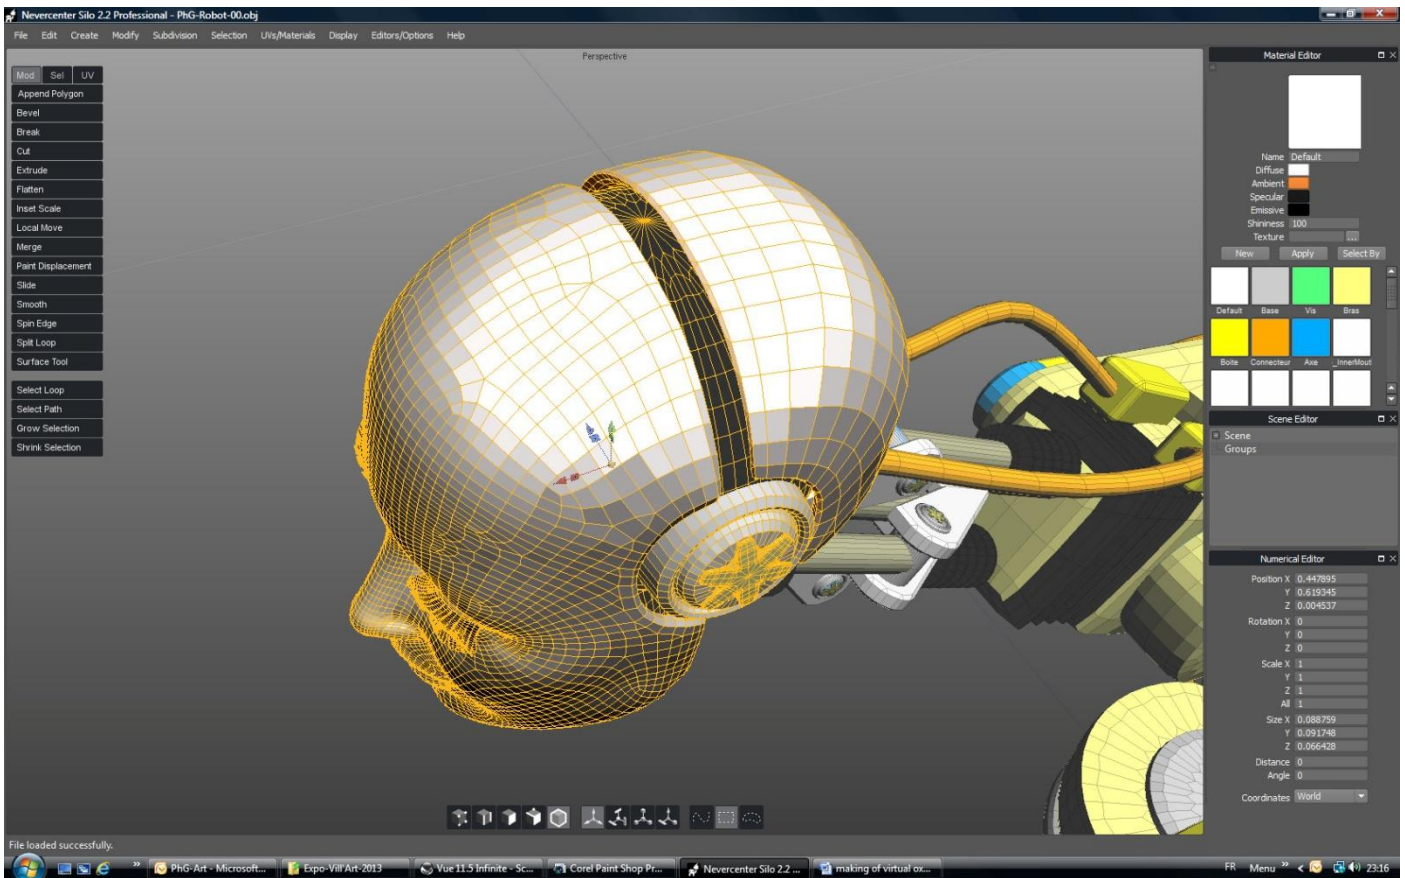 Nevercenter Silo 2.2 Professional - PhG-Robot-00.obj
File Edit Create Modify Subdivision Selection UVs/Materials Display Editors/Options Help
Perspective
Mod Sel UV
Append Polygon
Bevel
Break
Cut
Extrude
Flatten
Inset Scale
Local Move
Merge
Paint Displacement
Slide
Smooth
Spin Edge
Split Loop
Surface Tool
Select Loop
Select Path
Grow Selection
Shrink Selection
Material Editor
Name Default
Diffuse
Ambient
Specular
Emissive
Shininess 100
Texture ...
New Apply Select By
Default Base Vis Bras
Boite Connecteur Axe _InnerMout
Scene Editor
Scene
Groups
Numerical Editor
Position X 0.447895
Y 0.619345
Z 0.004537
Rotation X 0
Y 0
Z 0
Scale X 1
Y 1
Z 1
All 1
Size X 0.088759
Y 0.091748
Z 0.066428
Distance 0
Angle 0
Coordinates World
File loaded successfully.
PhG-Art - Microsoft... Expo-Vill'Art-2013 Vue 11.5 Infinite - Sc... Corel Paint Shop Pr... Nevercenter Silo 2.2 ... making of virtual ox... FR Menu 23:16